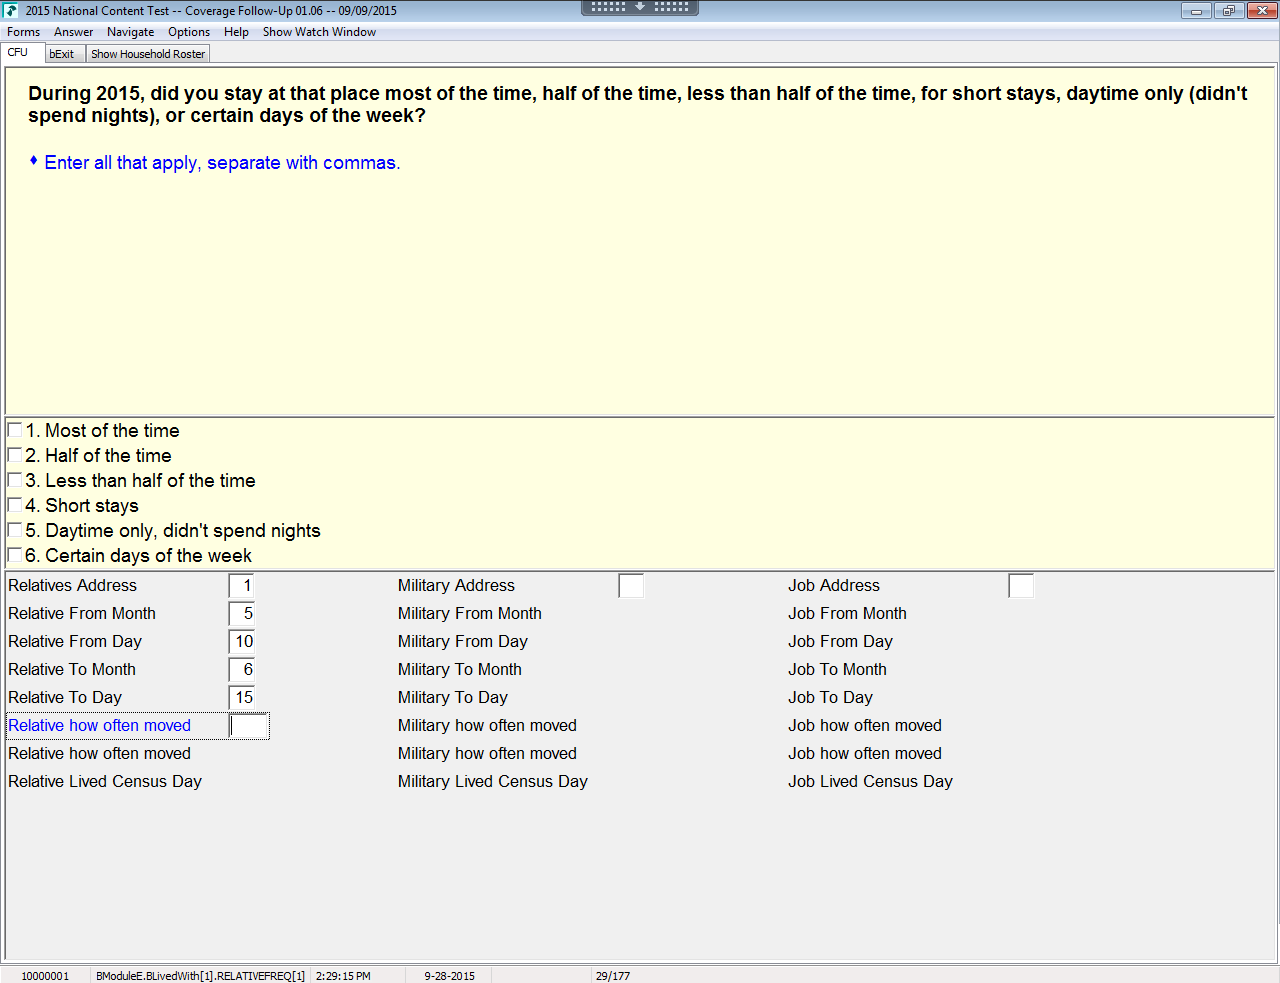 2015 National Content Test -- Coverage Follow-Up 01.06 -- 09/09/2015
Forms Answer Navigate Options Help Show Watch Window
CFU bExit Show Household Roster
During 2015, did you stay at that place most of the time, half of the time, less than half of the time, for short stays, daytime only (didn't
spend nights), or certain days of the week?
Enter all that apply, separate with commas.
1. Most of the time
2. Half of the time
3. Less than half of the time
4. Short stays
5. Daytime only, didn't spend nights
6. Certain days of the week
Relatives Address 1 Military Address Job Address
Relative From Month 5 Military From Month Job From Month
Relative From Day 10 Military From Day Job From Day
Relative To Month 6 Military To Month Job To Month
Relative To Day 15 Military To Day Job To Day
Relative how often moved Military how often moved Job how often moved
Relative how often moved Military how often moved Job how often moved
Relative Lived Census Day Military Lived Census Day Job Lived Census Day
10000001 BModuleE.BLivedWith[1].RELATIVEFREQ[1] 2:29:15 PM 9-28-2015 29/177